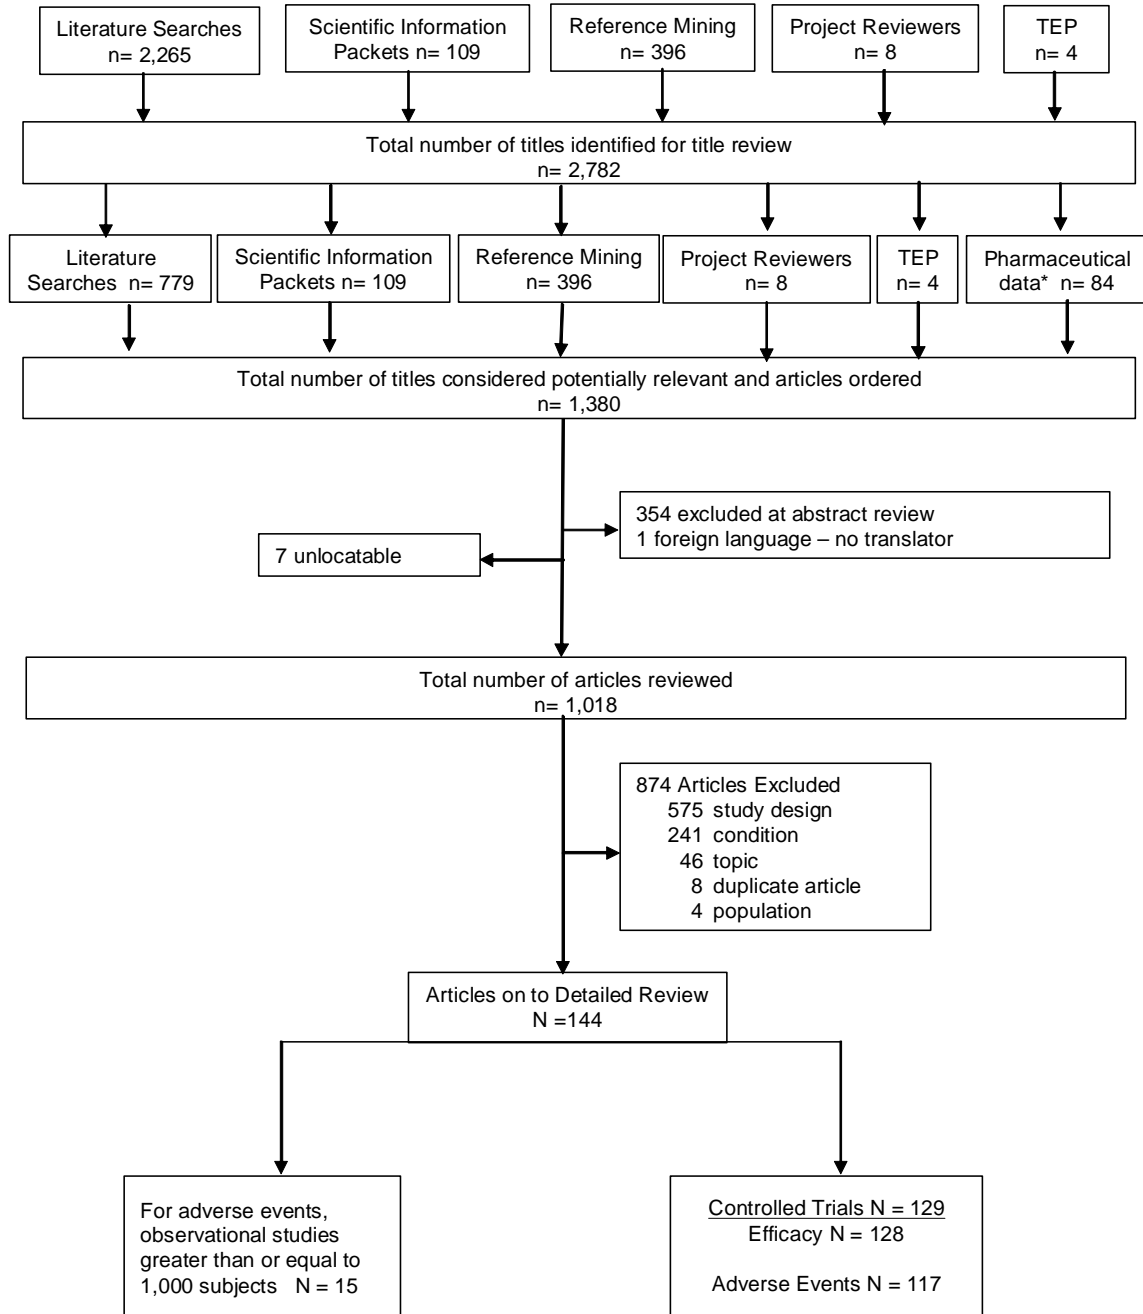 Literature Searches
n= 2,265
Scientific Information
Packets n= 109
Reference Mining
n= 396
Project Reviewers
n= 8
TEP
n= 4
Total number of titles identified for title review
n= 2,782
Literature
Searches n= 779
Scientific Information
Packets n= 109
Reference Mining
n= 396
Project Reviewers
n= 8
TEP
n= 4
Pharmaceutical
data* n= 84
Total number of titles considered potentially relevant and articles ordered
n= 1,380
354 excluded at abstract review
1 foreign language – no translator
7 unlocatable
Total number of articles reviewed
n= 1,018
874 Articles Excluded
575 study design
241 condition
46 topic
8 duplicate article
4 population
Articles on to Detailed Review
N =144
For adverse events,
observational studies
greater than or equal to
1,000 subjects N = 15
Controlled Trials N = 129
Efficacy N = 128
Adverse Events N = 117